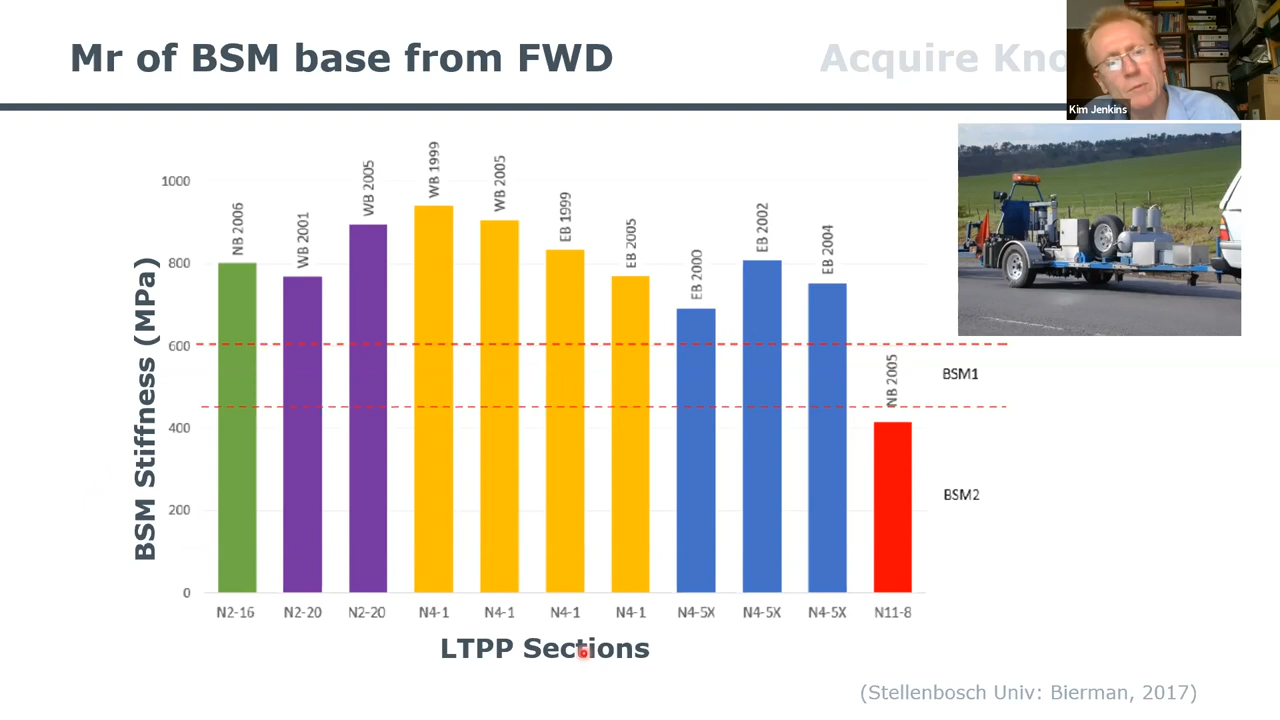 Mr of BSM base from FWD
Acquire Kno
Kim Jenkins
BSM Stiffness (MPa)
1000
800
600
400
200
0
NB 2006
WB 2001
WB 2005
WB 1999
WB 2005
EB 1999
EB 2005
EB 2000
EB 2002
EB 2004
NB 2005
BSM1
BSM2
N2-16 N2-20 N2-20 N4-1 N4-1 N4-1 N4-1 N4-5X N4-5X N4-5X N11-8
LTPP Sections
(Stellenbosch Univ: Bierman, 2017)